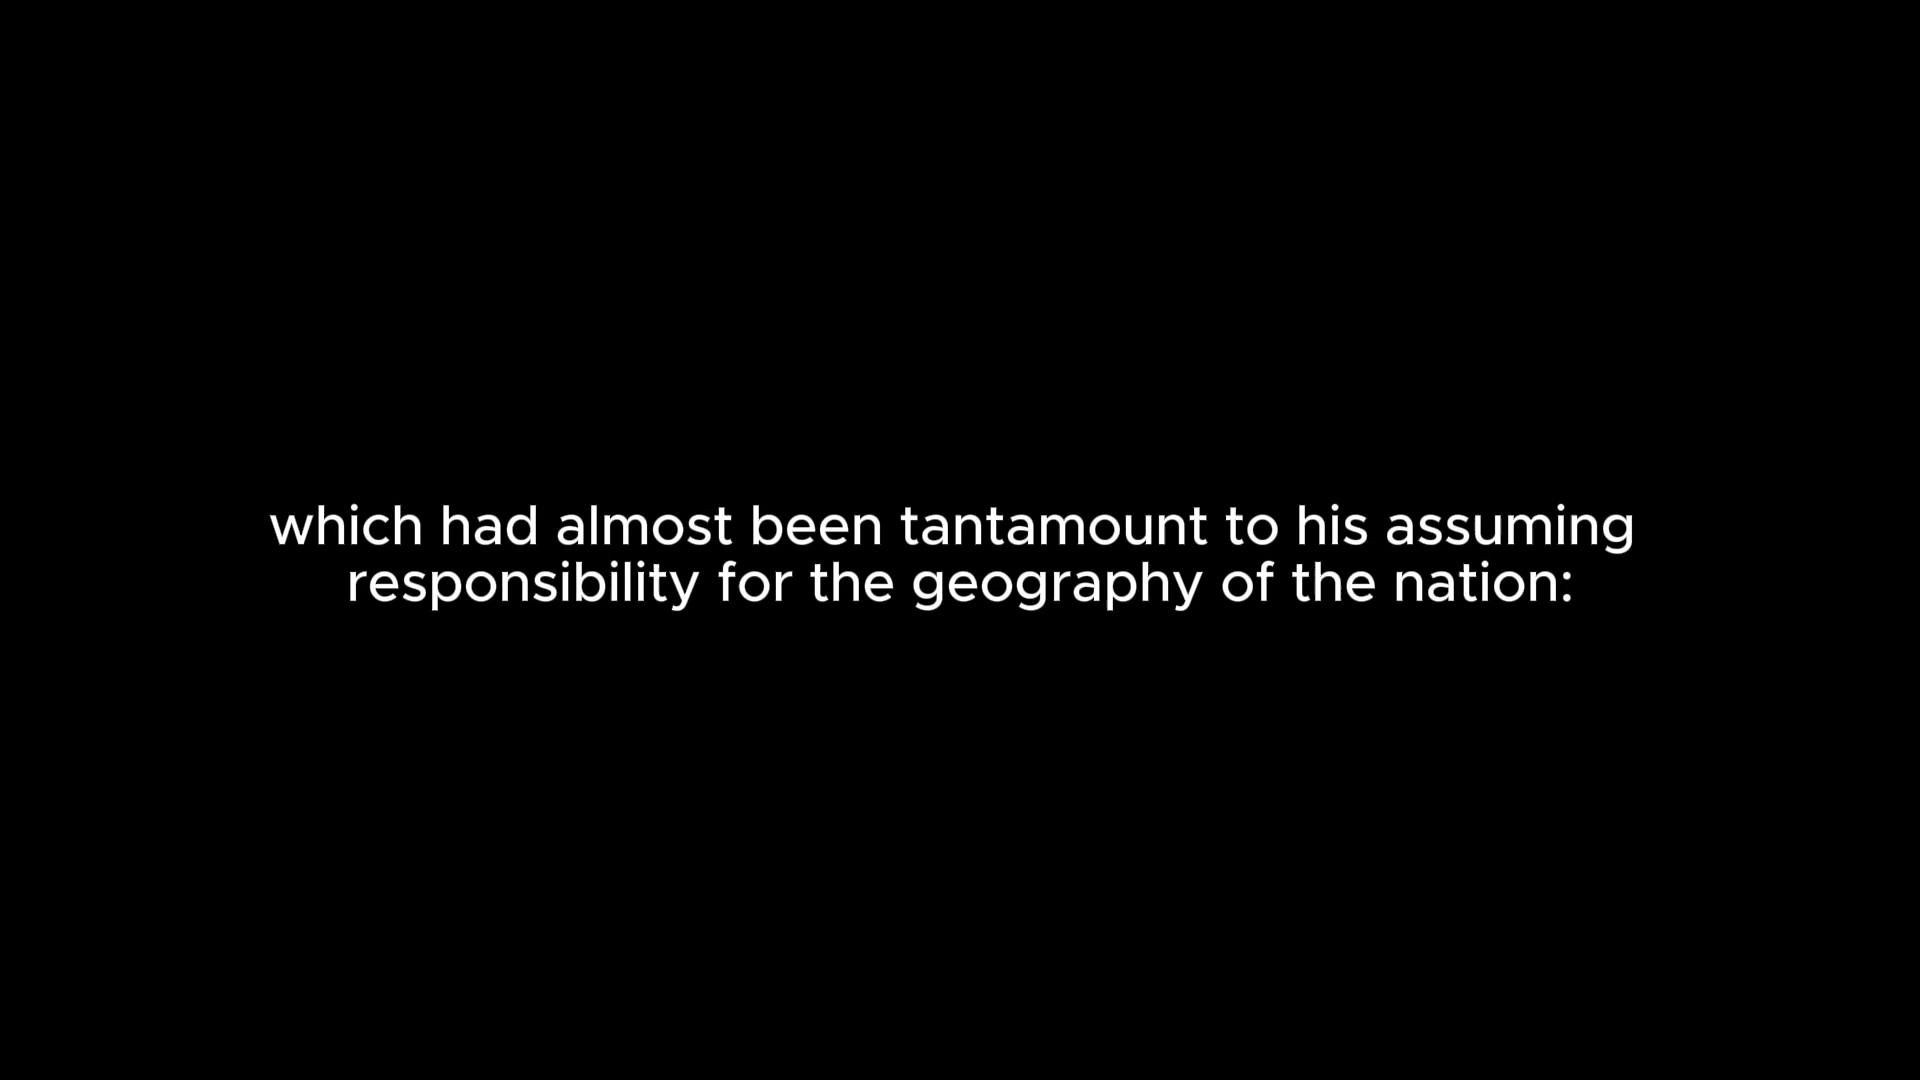 which had almost been tantamount to his assuming
responsibility for the geography of the nation: